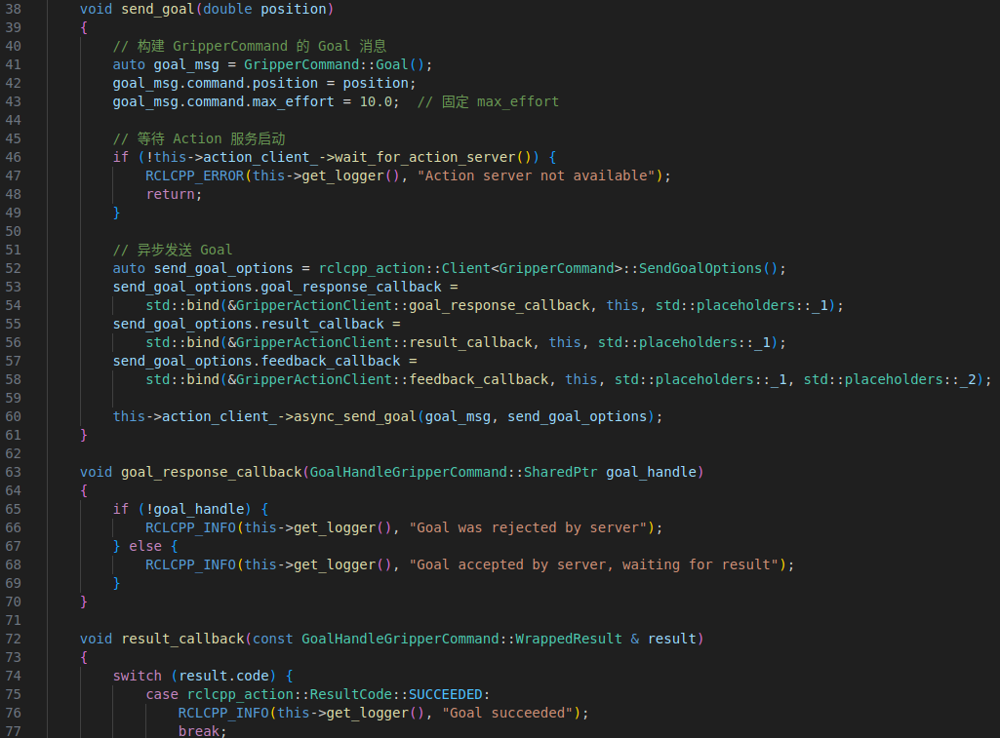 38 void send_goal(double position)
39 {
40 // 构建 GripperCommand 的 Goal 消息
41 auto goal_msg = GripperCommand::Goal();
42 goal_msg.command.position = position;
43 goal_msg.command.max_effort = 10.0;  // 固定 max_effort
44
45 // 等待 Action 服务启动
46 if (!this->action_client_->wait_for_action_server()) {
47 RCLCPP_ERROR(this->get_logger(), "Action server not available");
48 return;
49 }
50
51 // 异步发送 Goal
52 auto send_goal_options = rclcpp_action::Client<GripperCommand>::SendGoalOptions();
53 send_goal_options.goal_response_callback =
54 std::bind(&GripperActionClient::goal_response_callback, this, std::placeholders::_1);
55 send_goal_options.result_callback =
56 std::bind(&GripperActionClient::result_callback, this, std::placeholders::_1);
57 send_goal_options.feedback_callback =
58 std::bind(&GripperActionClient::feedback_callback, this, std::placeholders::_1, std::placeholders::_2);
59
60 this->action_client_->async_send_goal(goal_msg, send_goal_options);
61 }
62
63 void goal_response_callback(GoalHandleGripperCommand::SharedPtr goal_handle)
64 {
65 if (!goal_handle) {
66 RCLCPP_INFO(this->get_logger(), "Goal was rejected by server");
67 } else {
68 RCLCPP_INFO(this->get_logger(), "Goal accepted by server, waiting for result");
69 }
70 }
71
72 void result_callback(const GoalHandleGripperCommand::WrappedResult & result)
73 {
74 switch (result.code) {
75 case rclcpp_action::ResultCode::SUCCEEDED:
76 RCLCPP_INFO(this->get_logger(), "Goal succeeded");
77 break;